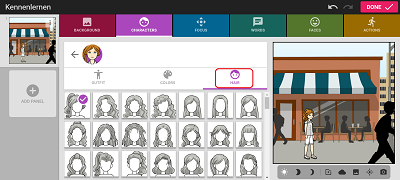 Kennenlernen
DONE
BACKGROUND
CHARACTERS
FOCUS
WORDS
FACES
ACTIONS
OUTFIT
COLORS
HAIR
ADD PANEL